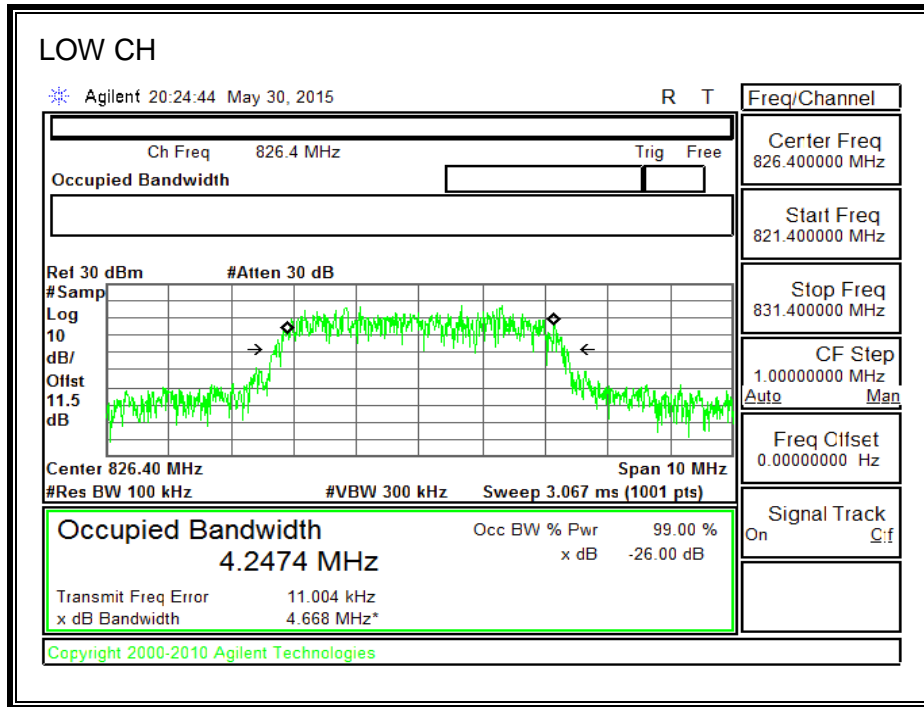 LOW CH
Agilent 20:24:44 May 30, 2015 R T
Freq/Channel
Ch Freq 826.4 MHz Trig Free
Occupied Bandwidth
Center Freq
826.400000 MHz
Start Freq
821.400000 MHz
Stop Freq
831.400000 MHz
CF Step
1.00000000 MHz
Auto Man
Freq Offset
0.00000000 Hz
Signal Track
On Off
Ref 30 dBm #Atten 30 dB
#Samp
Log
10
dB/
Offst
11.5
dB
Center 826.40 MHz Span 10 MHz
#Res BW 100 kHz #VBW 300 kHz Sweep 3.067 ms (1001 pts)
Occupied Bandwidth Occ BW % Pwr 99.00 %
4.2474 MHz x dB -26.00 dB
Transmit Freq Error 11.004 kHz
x dB Bandwidth 4.668 MHz*
Copyright 2000-2010 Agilent Technologies